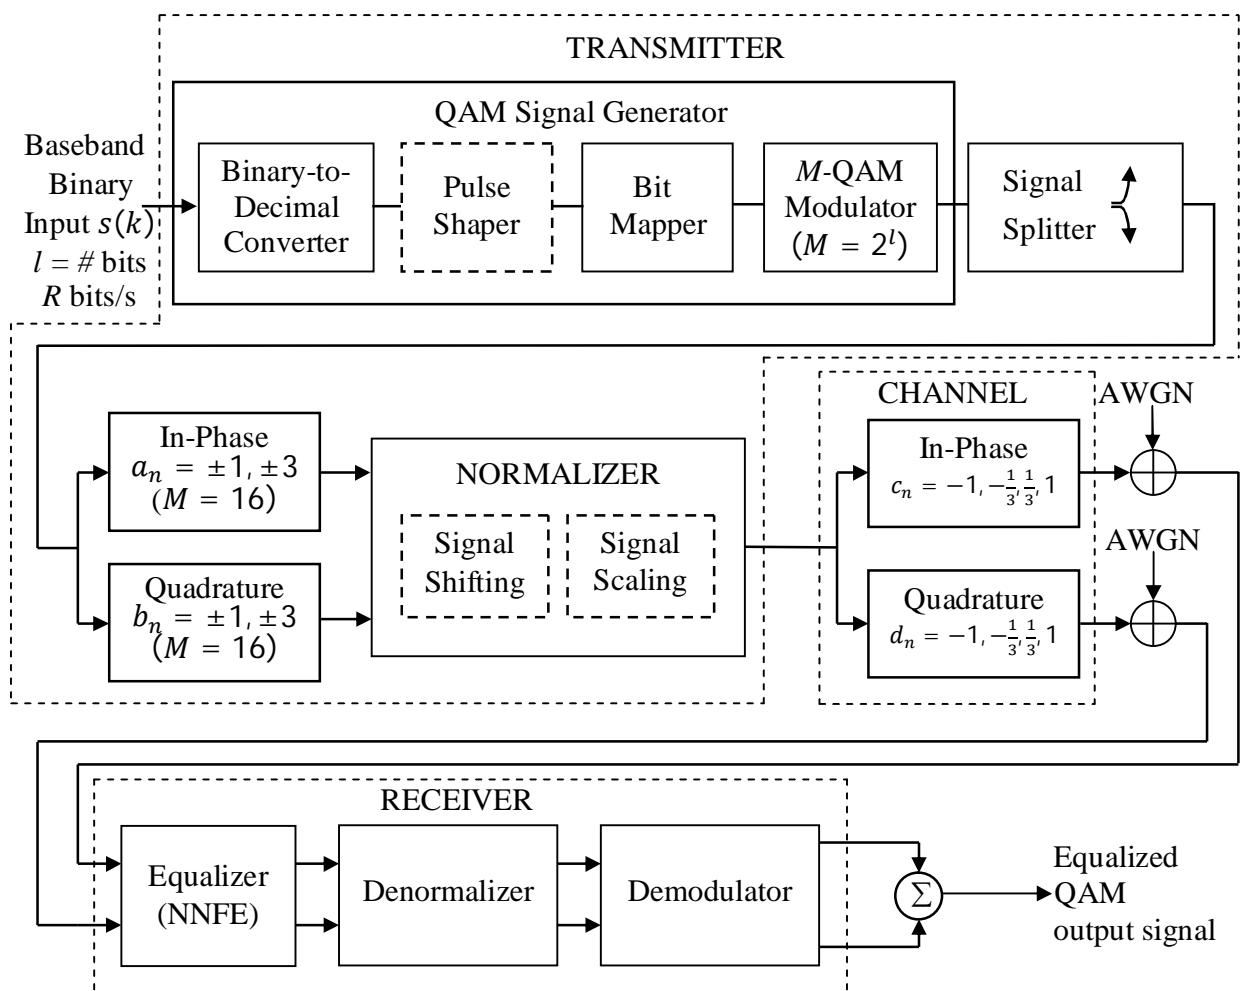 TRANSMITTER
QAM Signal Generator
Baseband
Binary
Input s(k)
l = # bits
R bits/s
Binary-to-
Decimal
Converter
Pulse
Shaper
Bit
Mapper
M-QAM
Modulator
(M = 2^l)
Signal
Splitter
In-Phase
a_n = ±1, ±3
(M = 16)
Quadrature
b_n = ±1, ±3
(M = 16)
NORMALIZER
Signal
Shifting
Signal
Scaling
CHANNEL
In-Phase
c_n = −1, −1/3, 1/3, 1
Quadrature
d_n = −1, −1/3, 1/3, 1
AWGN
AWGN
RECEIVER
Equalizer
(NNFE)
Denormalizer
Demodulator
Σ
Equalized
QAM
output signal